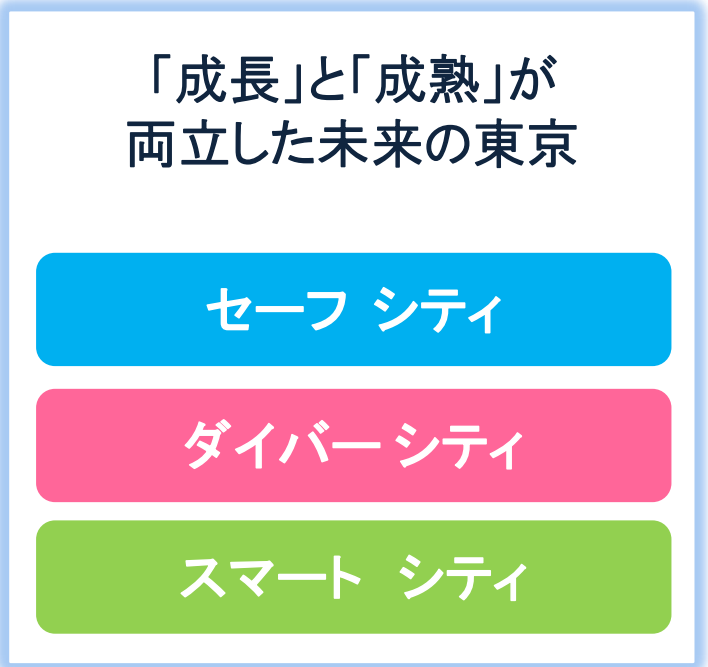 「成長」と「成熟」が
両立した未来の東京
セーフ シティ
ダイバー シティ
スマート シティ